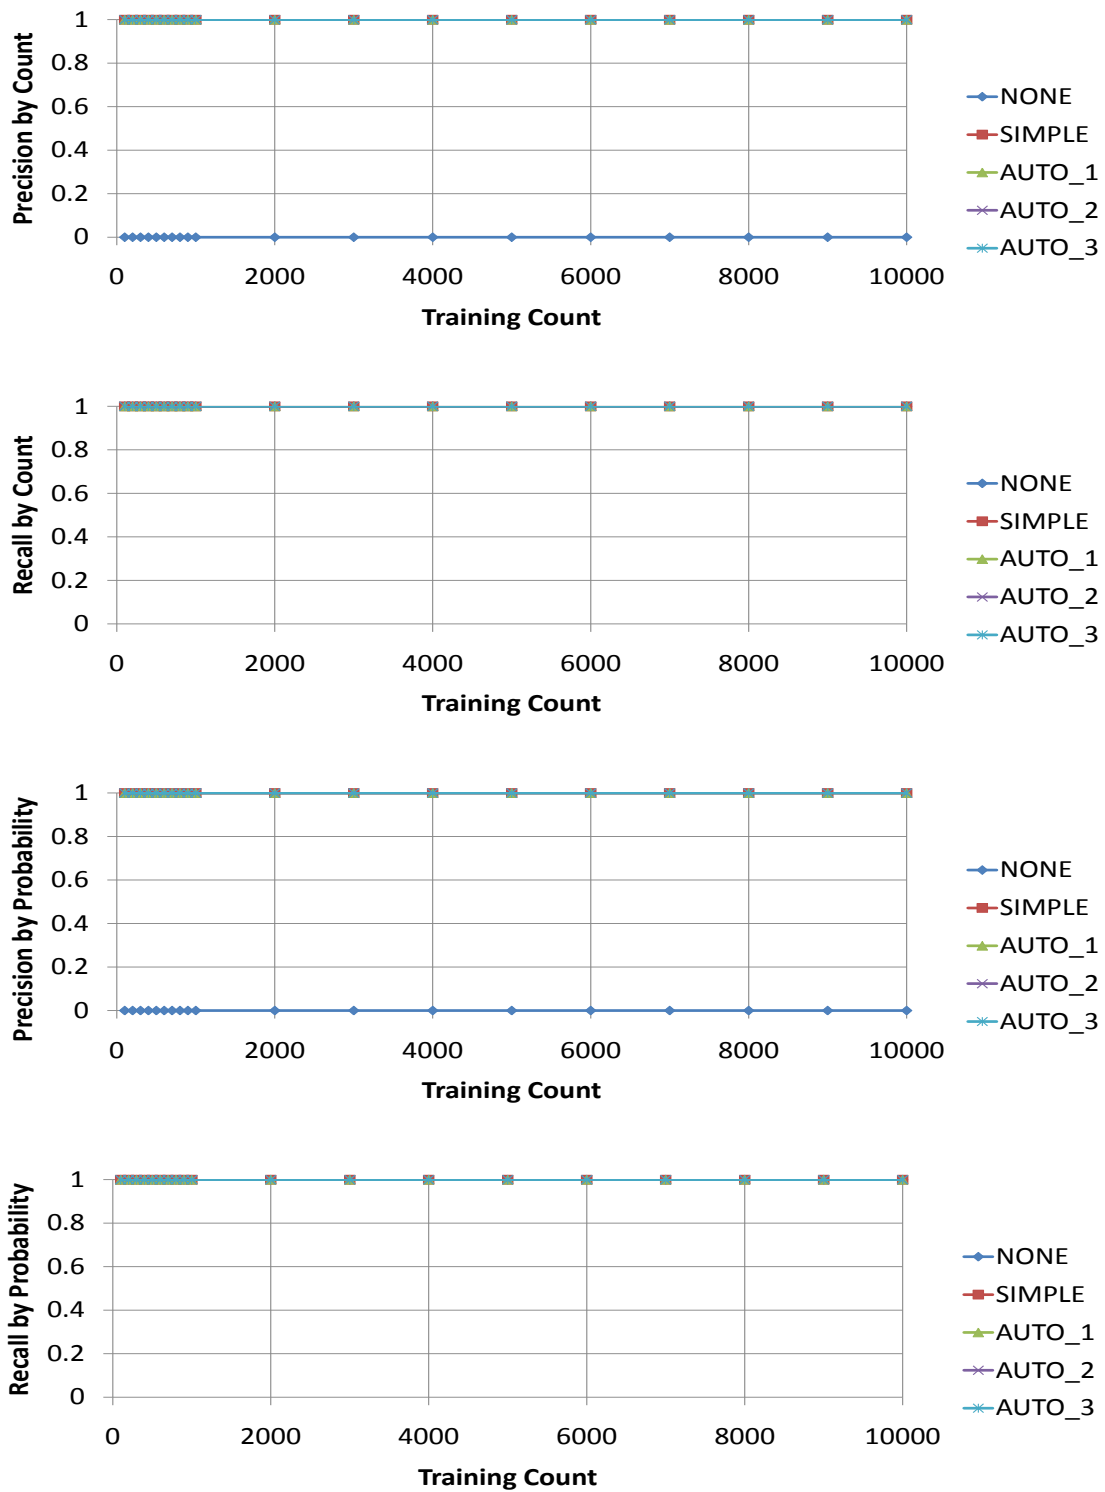 Precision by Count
1
0.8
0.6
0.4
0.2
0
0 2000 4000 6000 8000 10000
Training Count
NONE
SIMPLE
AUTO_1
AUTO_2
AUTO_3
Recall by Count
1
0.8
0.6
0.4
0.2
0
0 2000 4000 6000 8000 10000
Training Count
NONE
SIMPLE
AUTO_1
AUTO_2
AUTO_3
Precision by Probability
1
0.8
0.6
0.4
0.2
0
0 2000 4000 6000 8000 10000
Training Count
NONE
SIMPLE
AUTO_1
AUTO_2
AUTO_3
Recall by Probability
1
0.8
0.6
0.4
0.2
0
0 2000 4000 6000 8000 10000
Training Count
NONE
SIMPLE
AUTO_1
AUTO_2
AUTO_3